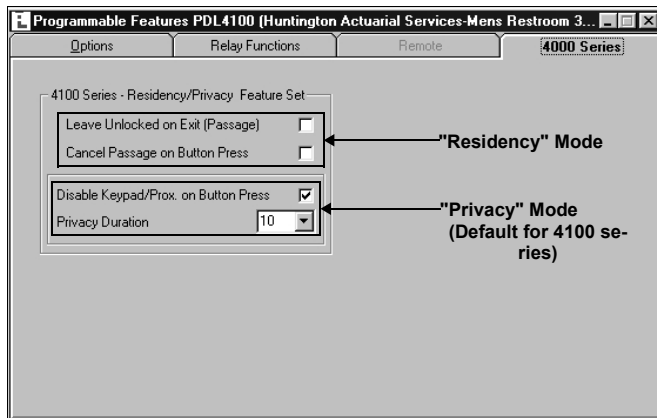 Programmable Features PDL4100 (Huntington Actuarial Services-Mens Restroom 3...
Options
Relay Functions
Remote
4000 Series
4100 Series - Residency/Privacy Feature Set
Leave Unlocked on Exit (Passage)
Cancel Passage on Button Press
"Residency" Mode
Disable Keypad/Prox. on Button Press
Privacy Duration
10
"Privacy" Mode
(Default for 4100 se-
ries)